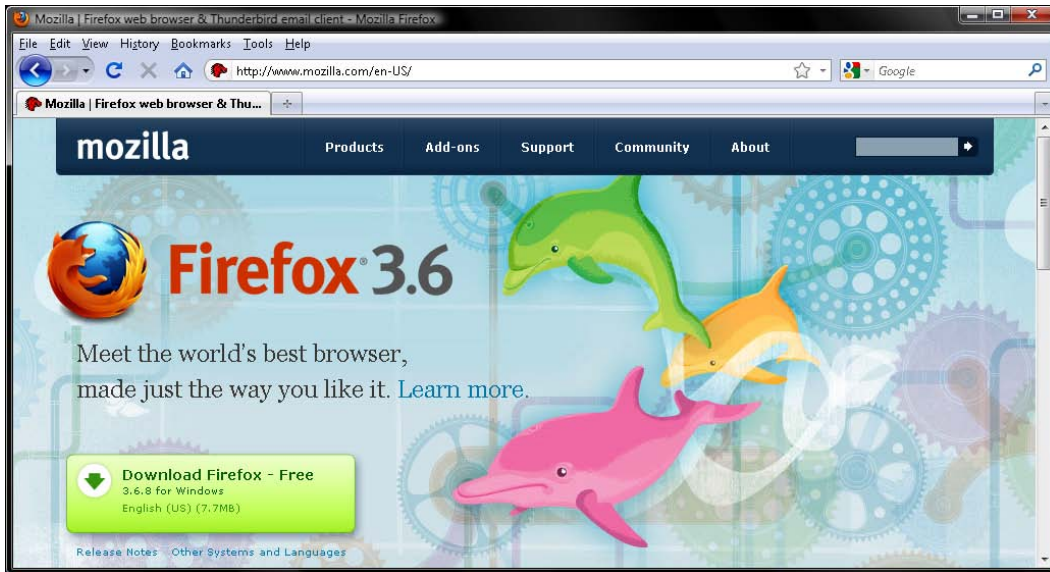 Mozilla | Firefox web browser & Thunderbird email client - Mozilla Firefox
File Edit View History Bookmarks Tools Help
http://www.mozilla.com/en-US/ Google
Mozilla | Firefox web browser & Thu...
mozilla Products Add-ons Support Community About
Firefox® 3.6
Meet the world's best browser,
made just the way you like it. Learn more.
Download Firefox - Free
3.6.8 for Windows
English (US) (7.7MB)
Release Notes Other Systems and Languages